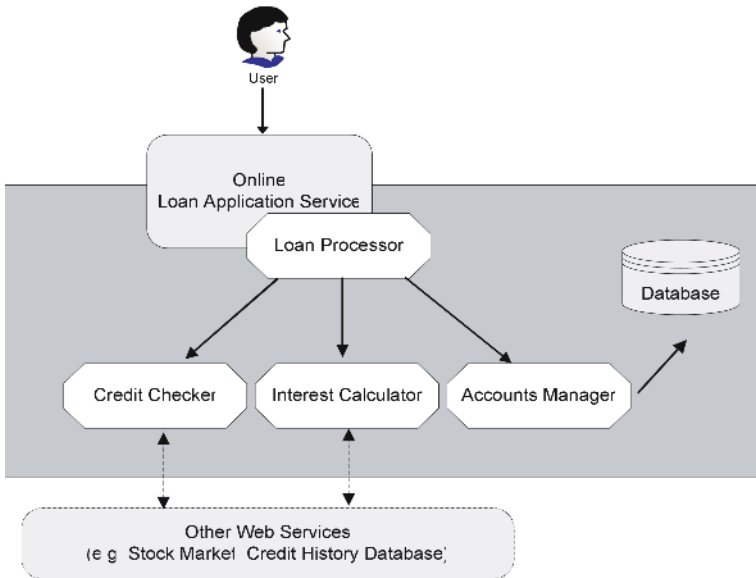 User
Online
Loan Application Service
Loan Processor
Database
Credit Checker
Interest Calculator
Accounts Manager
Other Web Services
(e g Stock Market Credit History Database)